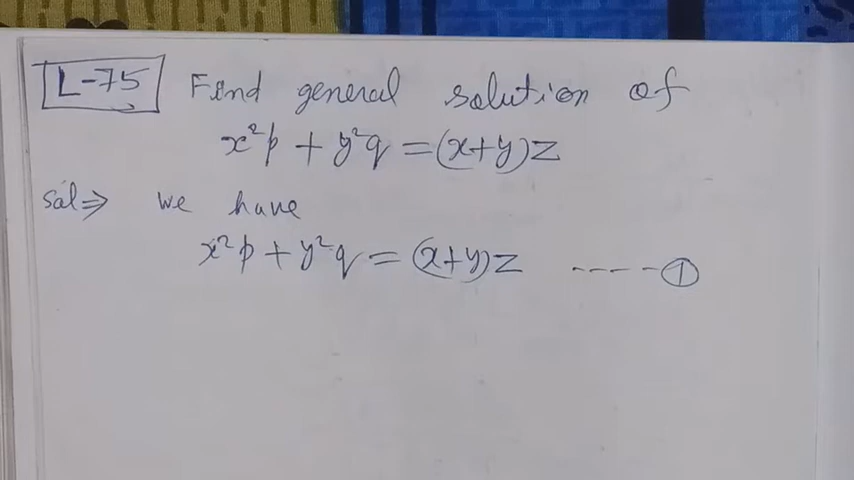 L-75 Find general solution of
x²p + y²q = (x+y)z
Sol⇒ we have
x²p + y²q = (x+y)z -----①